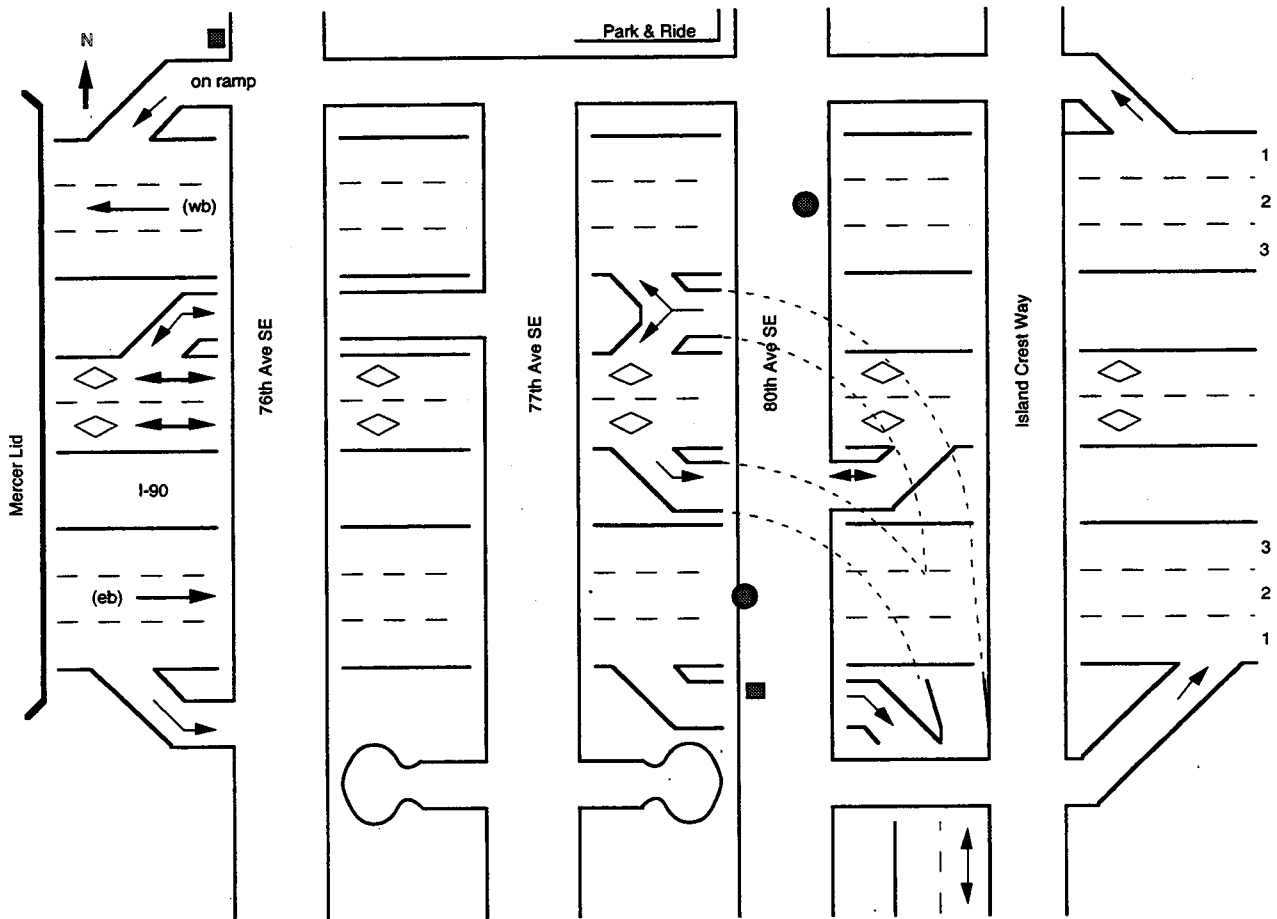 Park & Ride
N
on ramp
1
(wb)
2
3
76th Ave SE
77th Ave SE
80th Ave SE
Island Crest Way
Mercer Lid
I-90
3
(eb)
2
1